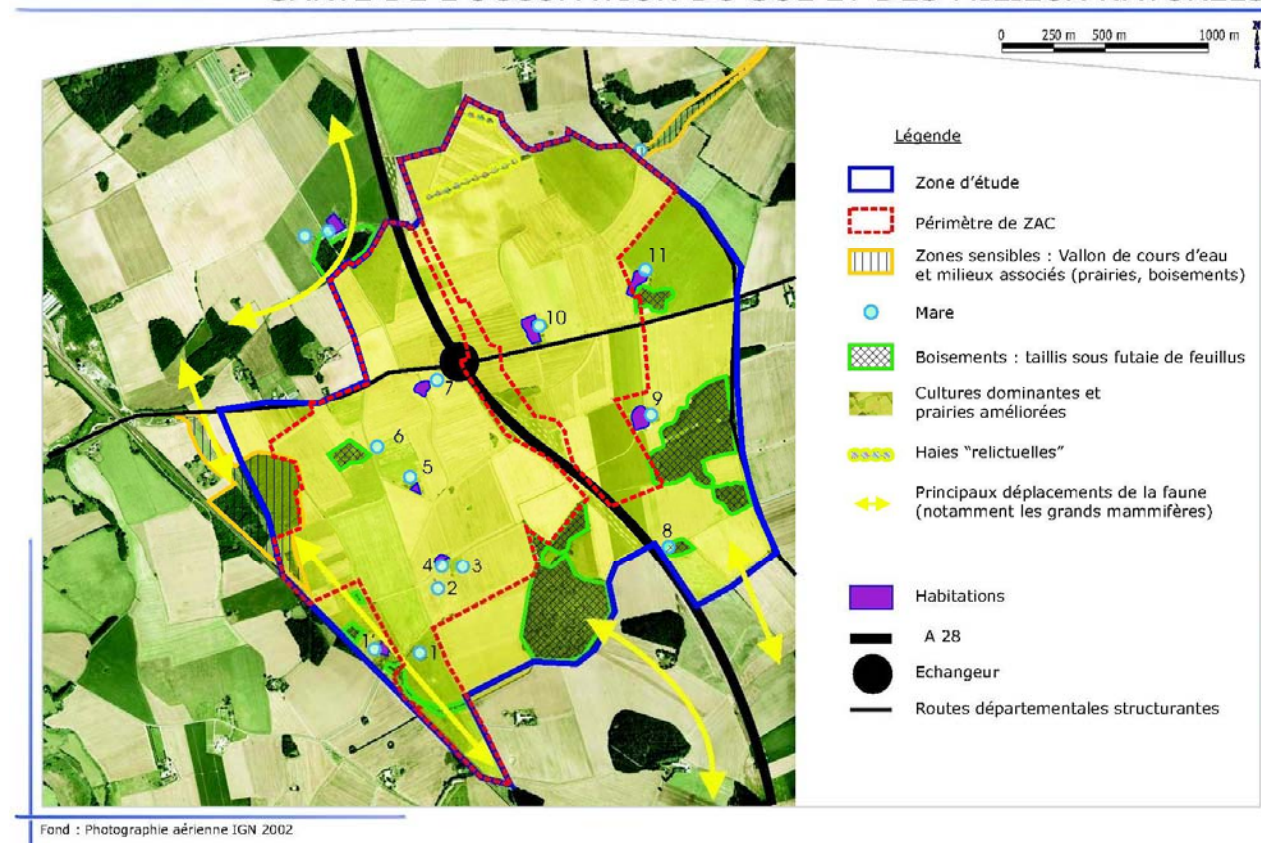 0 250 m 500 m 1000 m
Légende
Zone d'étude
Périmètre de ZAC
Zones sensibles : Vallon de cours d'eau
et milieux associés (prairies, boisements)
Mare
Boisements : taillis sous futaie de feuillus
Cultures dominantes et
prairies améliorées
Haies "relictuelles"
Principaux déplacements de la faune
(notamment les grands mammifères)
Habitations
A 28
Echangeur
Routes départementales structurantes
11
10
7
9
6
5
8
4
3
2
1'
1
Fond : Photographie aérienne IGN 2002